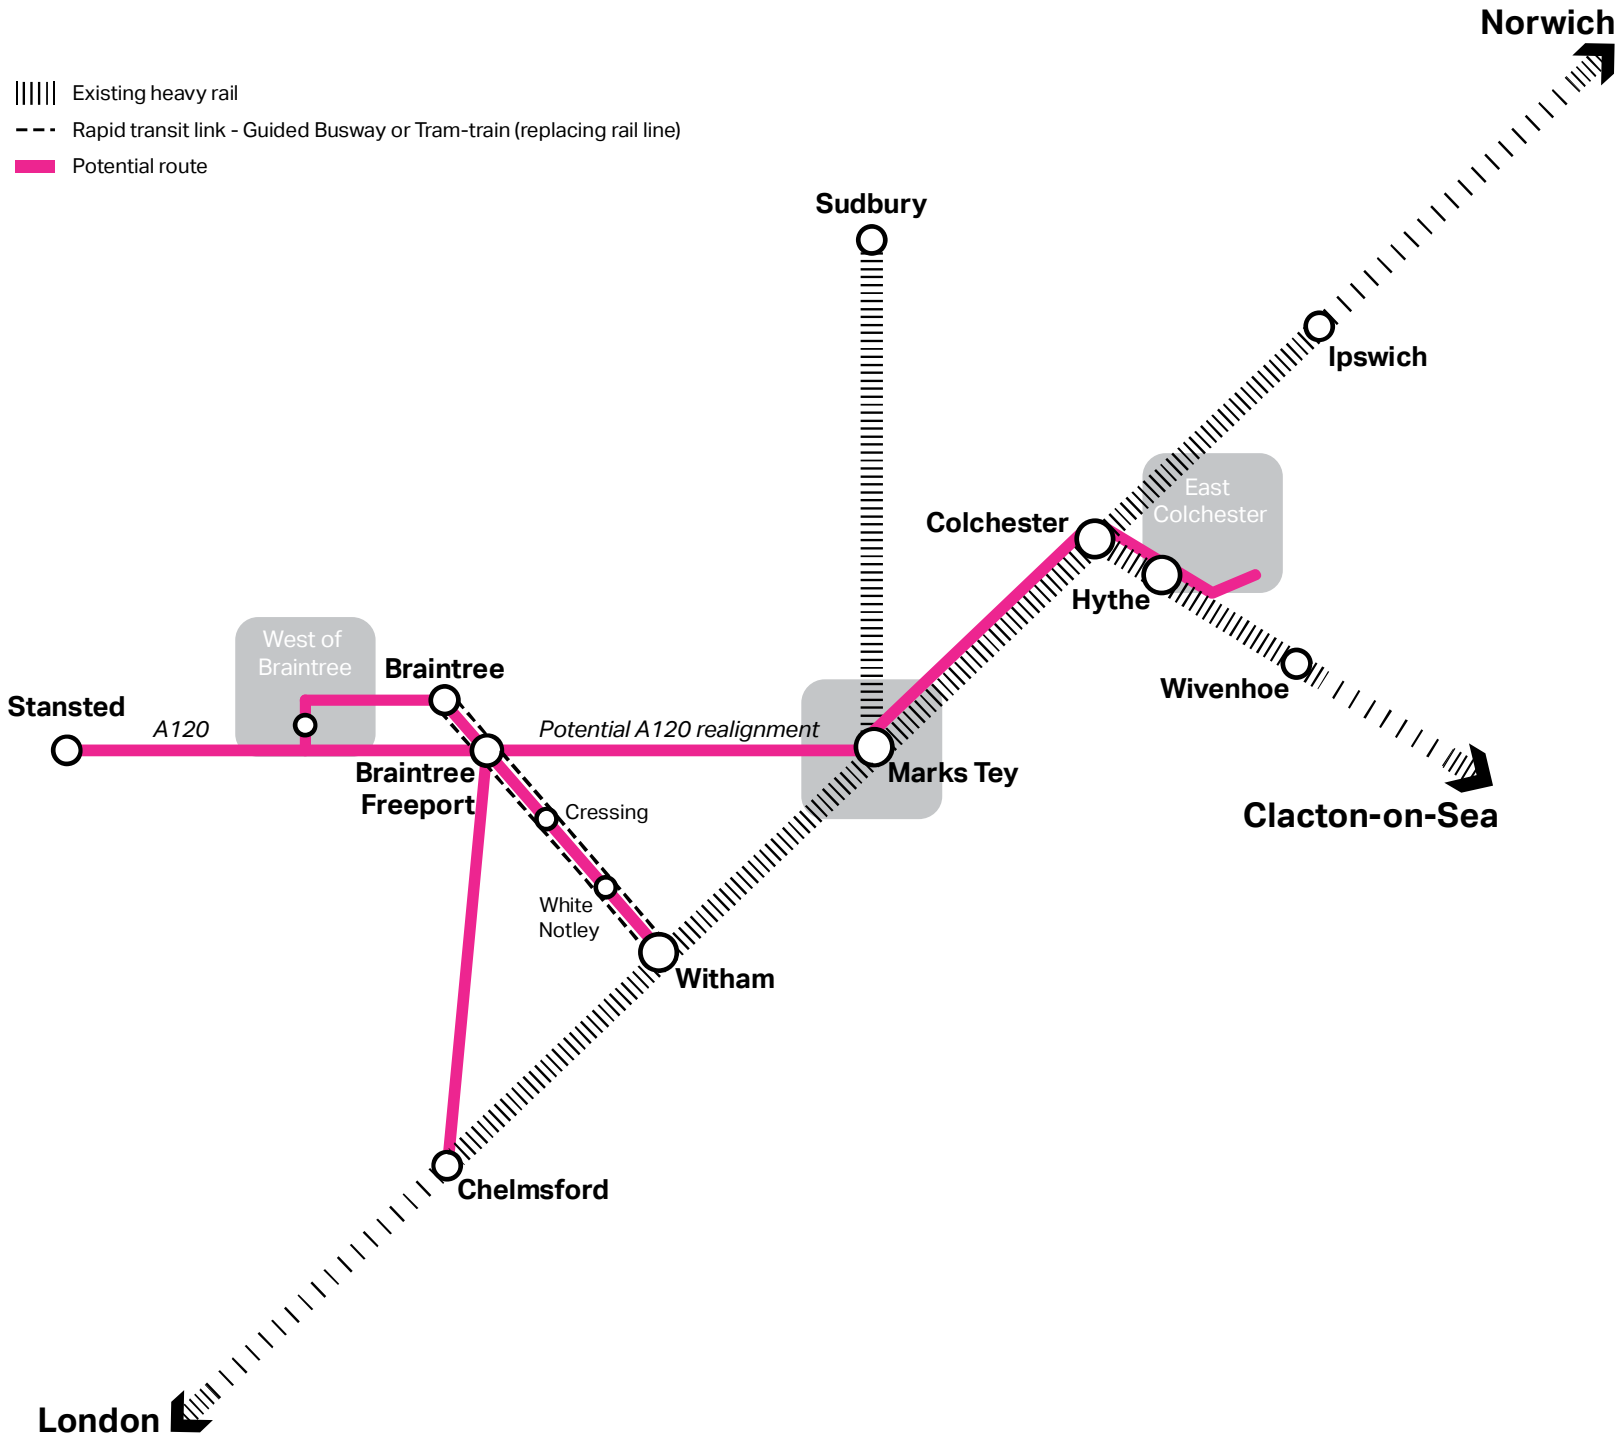 Norwich
Existing heavy rail
Rapid transit link - Guided Busway or Tram-train (replacing rail line)
Potential route
Sudbury
Ipswich
East
Colchester
Colchester
Hythe
West of
Braintree
Braintree
Wivenhoe
Stansted
A120
Potential A120 realignment
Braintree
Freeport
Marks Tey
Cressing
Clacton-on-Sea
White
Notley
Witham
Chelmsford
London